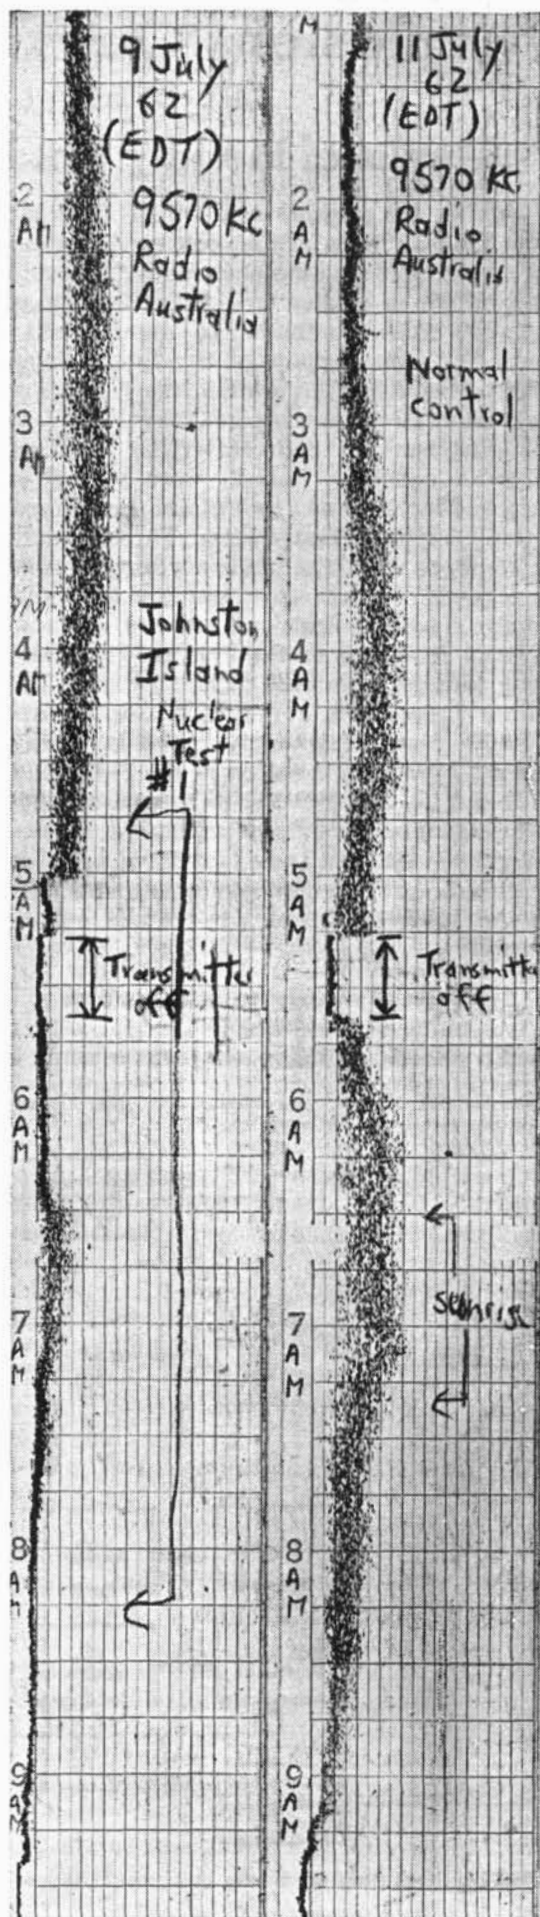 9 July
62
(EDT)
9570 KC
Radio
Australia
2
AM
3
AM
4
Johnston
Island
Nuclear
Test
#1
5
AM
Transmitter
off
6
AM
7
AM
8
AM
9
AM
M
11 July
62
(EDT)
9570 KC
Radio
Australia
2
AM
Normal
control
3
AM
4
AM
5
AM
Transmitte
off
6
AM
Sunrise
7
AM
8
AM
9
AM